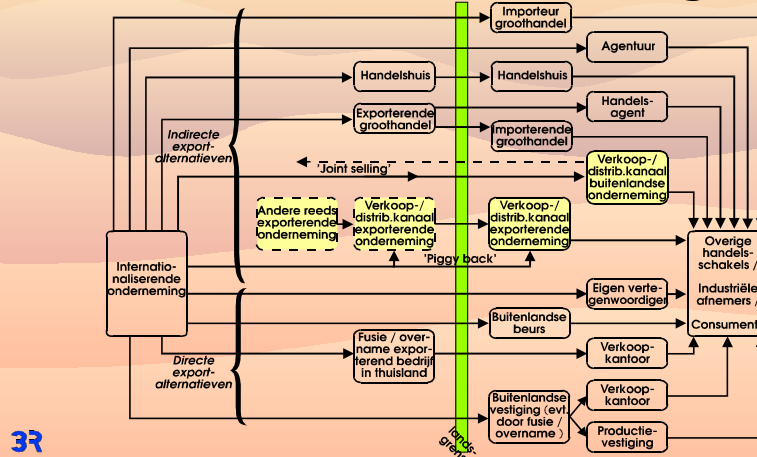 Importeur
groothandel
Agentuur
Handelshuis
Handelshuis
Exporterende
groothandel
Handels-
agent
Importerende
groothandel
Indirecte
export-
alternatieven
'Joint selling'
Verkoop-/
distrib.kanaal
buitenlandse
onderneming
Andere reeds
exporterende
onderneming
Verkoop-/
distrib.kanaal
exporterende
onderneming
Verkoop-/
distrib.kanaal
exporterende
onderneming
'Piggy back'
Internatio-
naliserende
onderneming
Overige
handels-
schakels /
Industriële
afnemers /
Consument
Eigen verte-
genwoordiger
Buitenlandse
beurs
Directe
export-
alternatieven
Fusie / over-
name expor-
terend bedrijf
in thuisland
Verkoop-
kantoor
Buitenlandse
vestiging (evt.
door fusie /
overname )
Verkoop-
kantoor
Productie-
vestiging
lands-
grens
3R